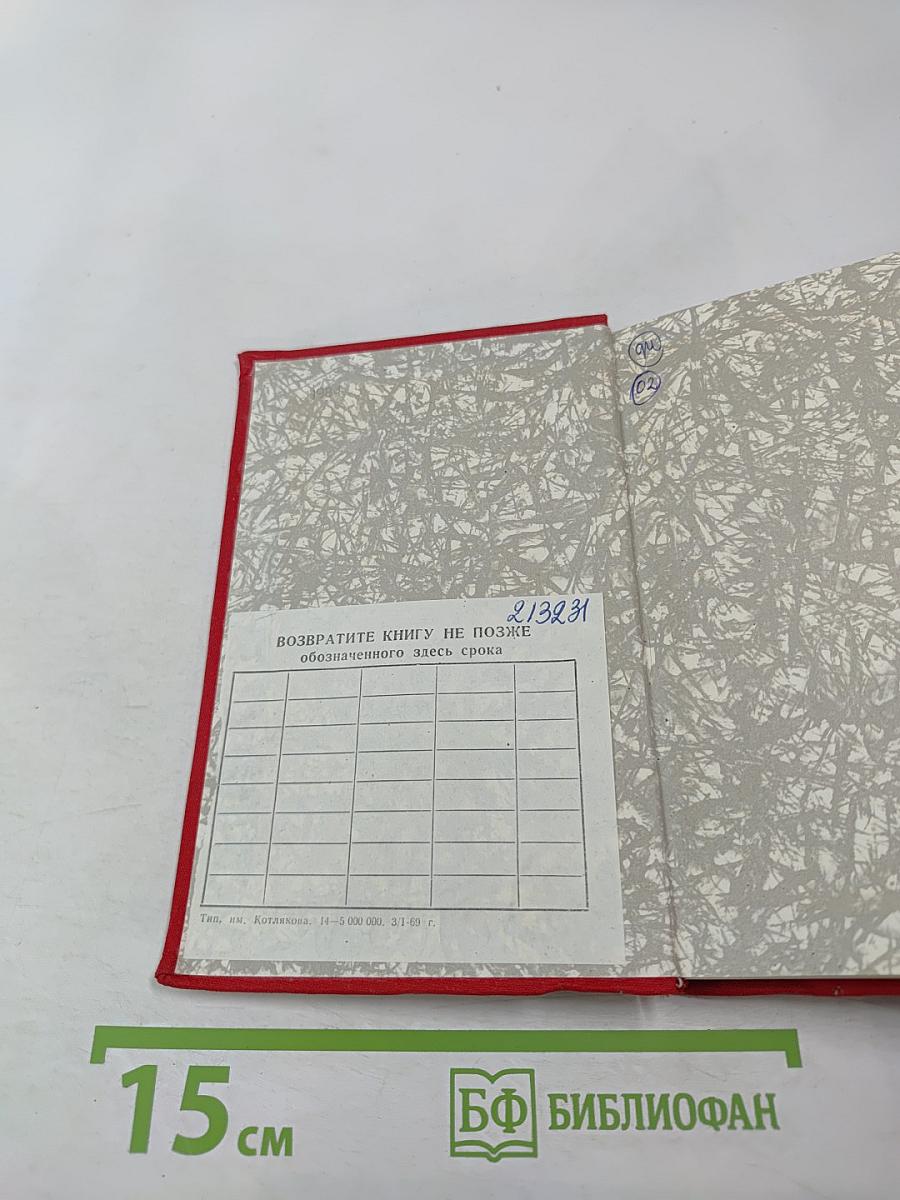 02
213231
ВОЗВРАТИТЕ КНИГУ НЕ ПОЗЖЕ
обозначенного здесь срока
Тип. им. Котлякова. 14—5 000 000. 3/I-69 г.
15 см
БФ БИБЛИОФАН